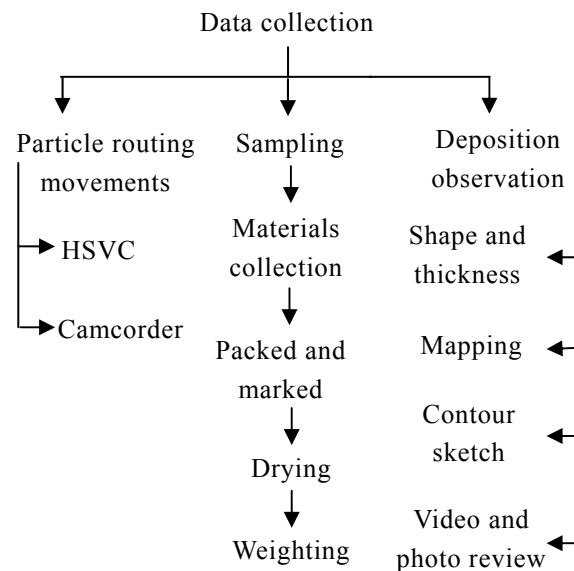 Data collection
Particle routing
movements
HSVC
Camcorder
Sampling
Materials
collection
Packed and
marked
Drying
Weighting
Deposition
observation
Shape and
thickness
Mapping
Contour
sketch
Video and
photo review